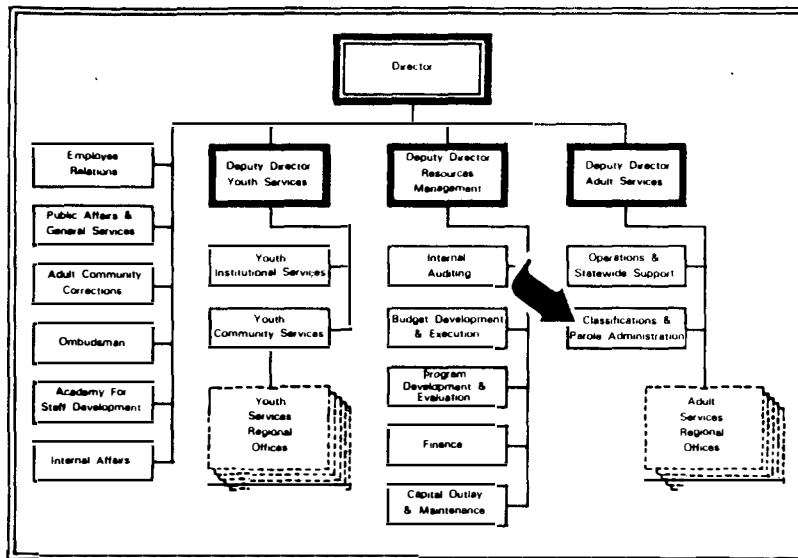 Director
Employee
Relations
Public Affairs &
General Services
Adult Community
Corrections
Ombudsman
Academy For
Staff Development
Internal Affairs
Deputy Director
Youth Services
Youth
Institutional Services
Youth
Community Services
Youth
Services
Regional
Offices
Deputy Director
Resources
Management
Internal
Auditing
Budget Development
& Execution
Program
Development &
Evaluation
Finance
Capital Outlay
& Maintenance
Deputy Director
Adult Services
Operations &
Statewide Support
Classifications &
Parole Administration
Adult
Services
Regional
Offices